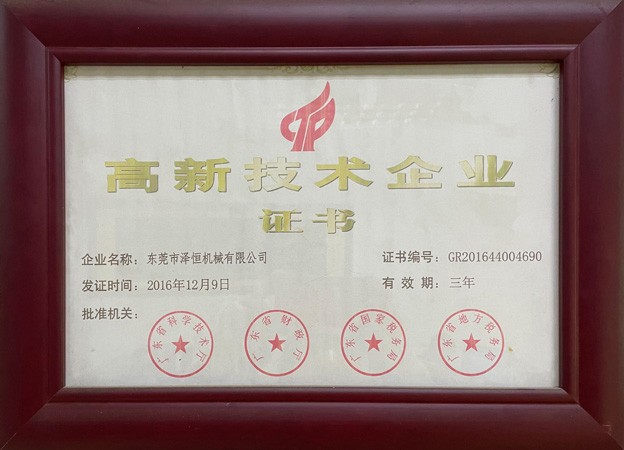 高新技术企业
证书
企业名称：东莞市泽恒机械有限公司 证书编号：GR201644004690
发证时间：2016年12月9日 有效期：三年
批准机关：
广东省科学技术厅
广东省财政厅
广东省国家税务局
广东省地方税务局